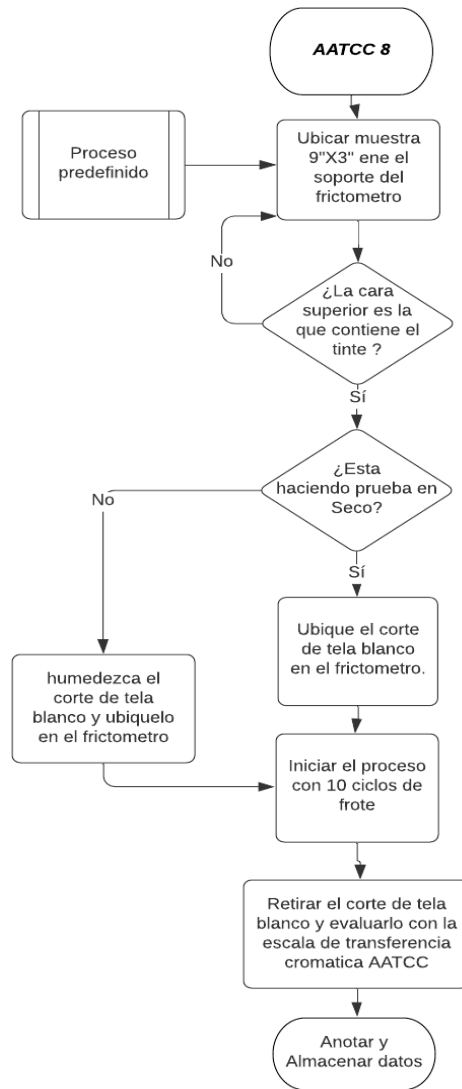 AATCC 8
Ubicar muestra
9"X3" ene el
soporte del
frictometro
Proceso
predefinido
No
¿La cara
superior es la
que contiene el
tinte ?
Sí
¿Esta
haciendo prueba en
Seco?
No
Sí
Ubique el corte
de tela blanco
en el frictometro.
humedezca el
corte de tela
blanco y ubiquelo
en el frictometro
Iniciar el proceso
con 10 ciclos de
frote
Retirar el corte de tela
blanco y evaluarlo con la
escala de transferencia
cromatica AATCC
Anotar y
Almacenar datos